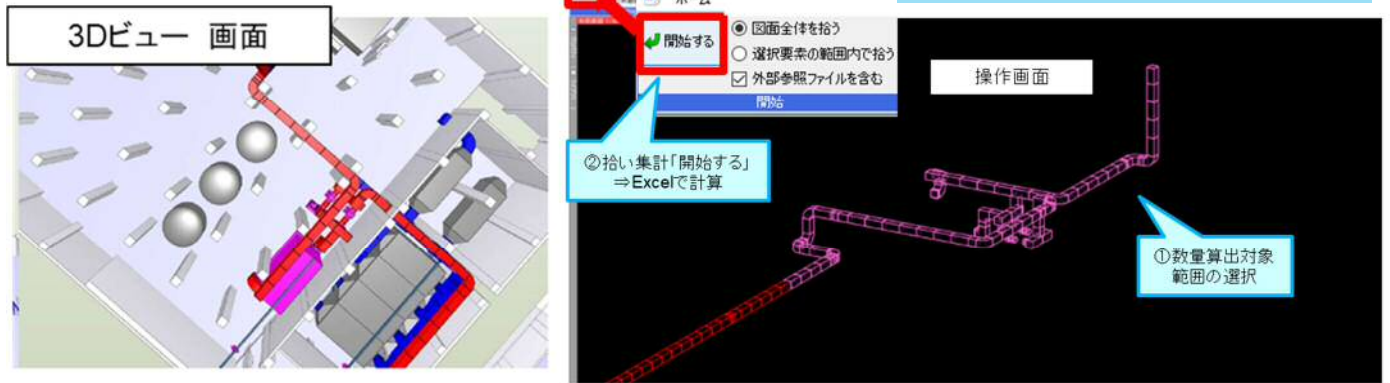 3Dビュー 画面
ホーム
開始する
図面全体を拾う
選択要素の範囲内で拾う
外部参照ファイルを含む
開始
操作画面
②拾い集計「開始する」
⇒Excelで計算
①数量算出対象
範囲の選択